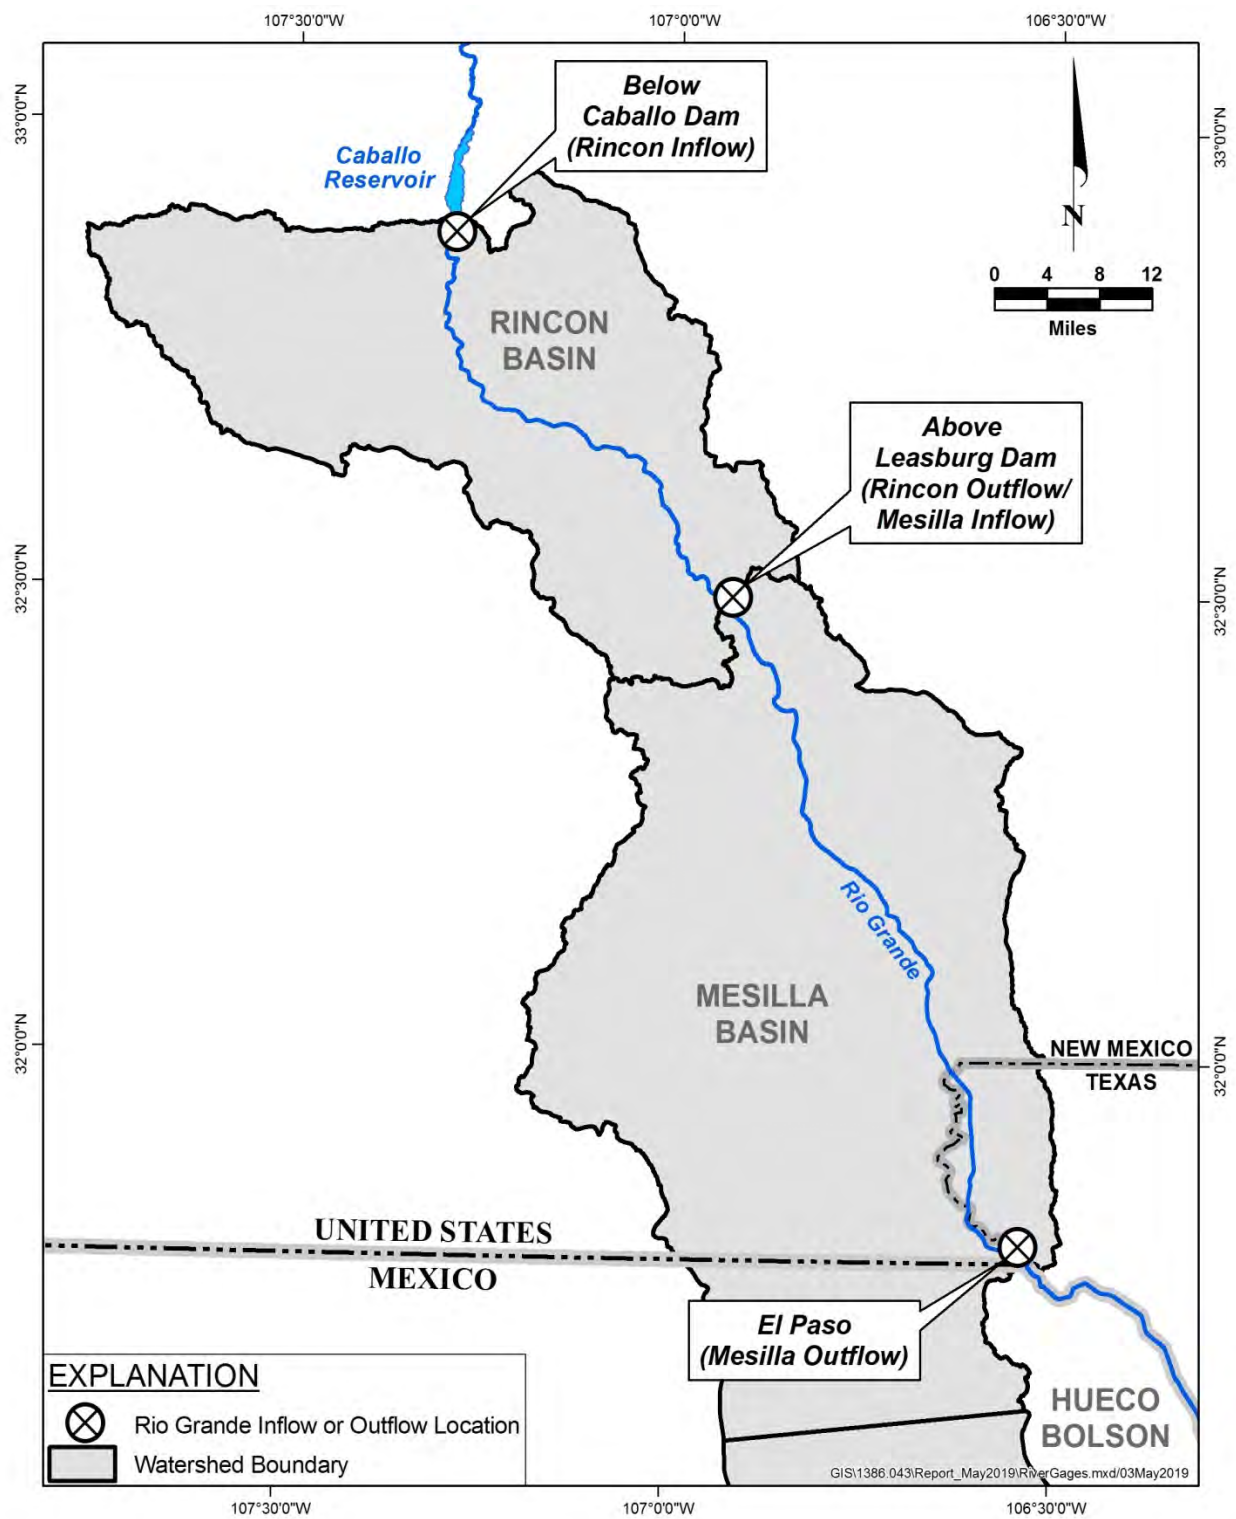 107°30'0"W
107°0'0"W
106°30'0"W
33°0'0"N
33°0'0"N
Below
Caballo Dam
(Rincon Inflow)
Caballo
Reservoir
N
0 4 8 12
Miles
RINCON
BASIN
Above
Leasburg Dam
(Rincon Outflow/
Mesilla Inflow)
32°30'0"N
32°30'0"N
Rio Grande
MESILLA
BASIN
32°0'0"N
32°0'0"N
NEW MEXICO
TEXAS
UNITED STATES
MEXICO
El Paso
(Mesilla Outflow)
HUECO
BOLSON
EXPLANATION
Rio Grande Inflow or Outflow Location
Watershed Boundary
GIS\1386.043\Report_May2019\RiverGages.mxd/03May2019
107°30'0"W
107°0'0"W
106°30'0"W